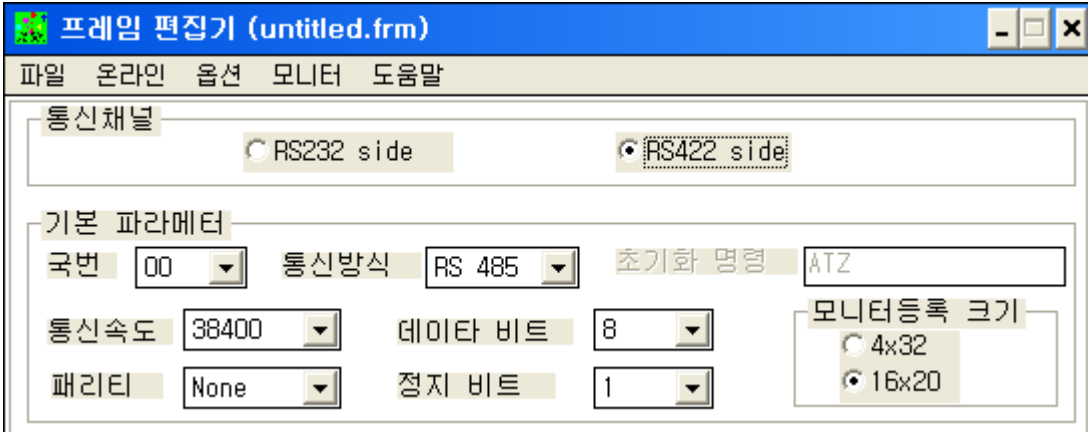 프레임 편집기 (untitled.frm)
파일 온라인 옵션 모니터 도움말
통신채널
RS232 side RS422 side
기본 파라메터
국번 00 통신방식 RS 485 초기화 명령 ATZ
통신속도 38400 데이타 비트 8
모니터등록 크기
4x32
16x20
패리티 None 정지 비트 1